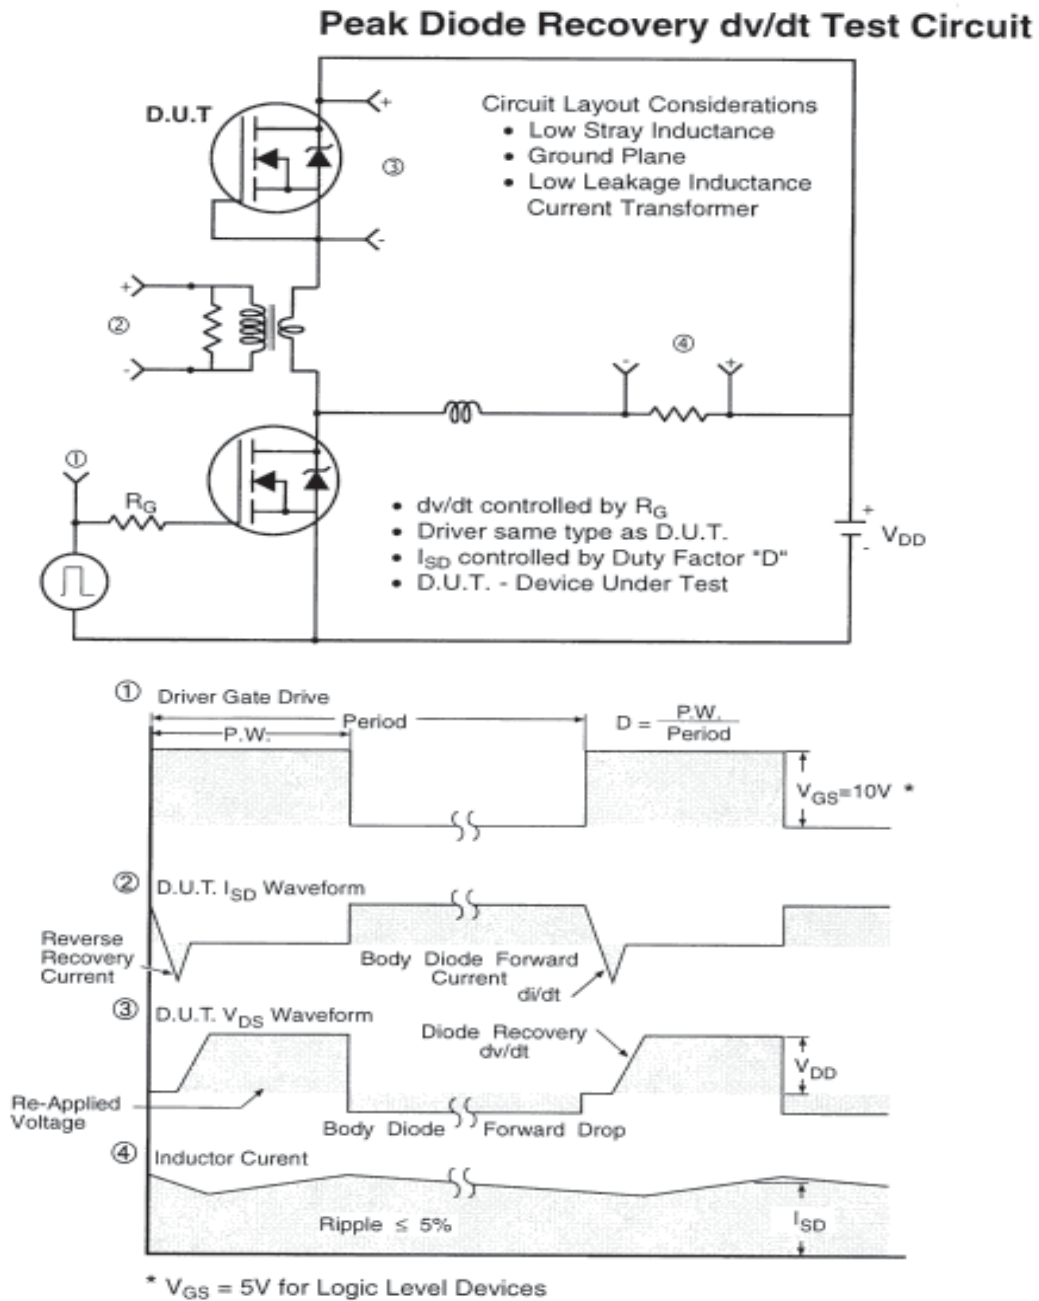 Peak Diode Recovery dv/dt Test Circuit
D.U.T
+
③
-
Circuit Layout Considerations
• Low Stray Inductance
• Ground Plane
• Low Leakage Inductance
Current Transformer
+
②
-
④
-
+
①
RG
• dv/dt controlled by RG
• Driver same type as D.U.T.
• ISD controlled by Duty Factor "D"
• D.U.T. - Device Under Test
+
VDD
-
① Driver Gate Drive
Period
P.W.
D = P.W.
Period
VGS=10V *
② D.U.T. ISD Waveform
Reverse
Recovery
Current
Body Diode Forward
Current
di/dt
③ D.U.T. VDS Waveform
Diode Recovery
dv/dt
VDD
Re-Applied
Voltage
Body Diode Forward Drop
④ Inductor Curent
Ripple ≤ 5%
ISD
* VGS = 5V for Logic Level Devices